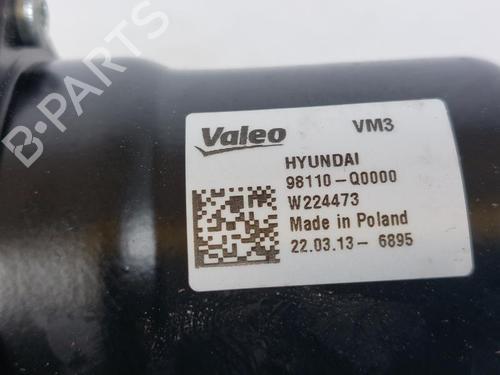 B-PARTS
Valeo VM3
HYUNDAI
98110-Q0000
W224473
Made in Poland
22.03.13- 6895